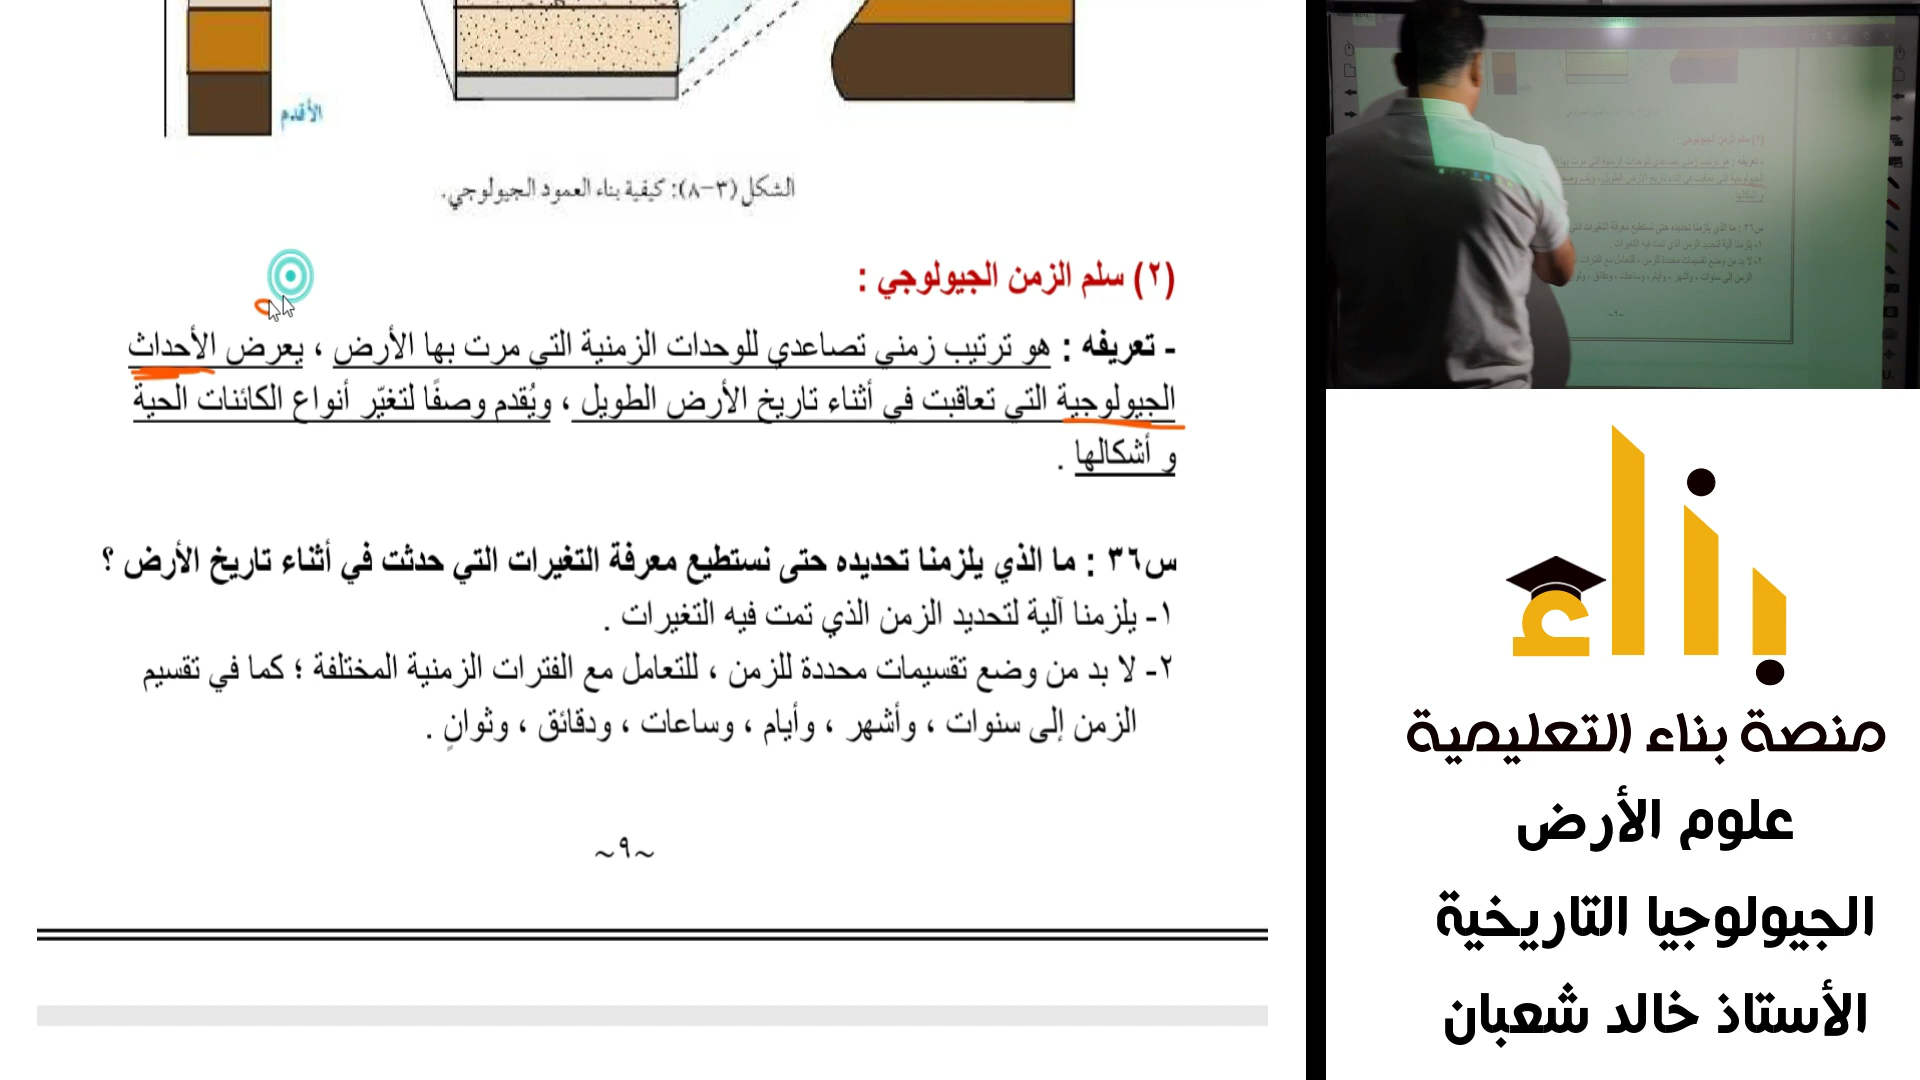 الأقدم
الشكل (٣-٨): كيفية بناء العمود الجيولوجي.
(٢) سلم الزمن الجيولوجي :
- تعريفه : هو ترتيب زمني تصاعدي للوحدات الزمنية التي مرت بها الأرض ، يعرض الأحداث
الجيولوجية التي تعاقبت في أثناء تاريخ الأرض الطويل ، ويُقدم وصفًا لتغيّر أنواع الكائنات الحية
و أشكالها .
س٣٦ : ما الذي يلزمنا تحديده حتى نستطيع معرفة التغيرات التي حدثت في أثناء تاريخ الأرض ؟
١- يلزمنا آلية لتحديد الزمن الذي تمت فيه التغيرات .
٢- لا بد من وضع تقسيمات محددة للزمن ، للتعامل مع الفترات الزمنية المختلفة ؛ كما في تقسيم
الزمن إلى سنوات ، وأشهر ، وأيام ، وساعات ، ودقائق ، وثوانٍ .
~٩~
بناء
منصة بناء التعليمية
علوم الأرض
الجيولوجيا التاريخية
الأستاذ خالد شعبان